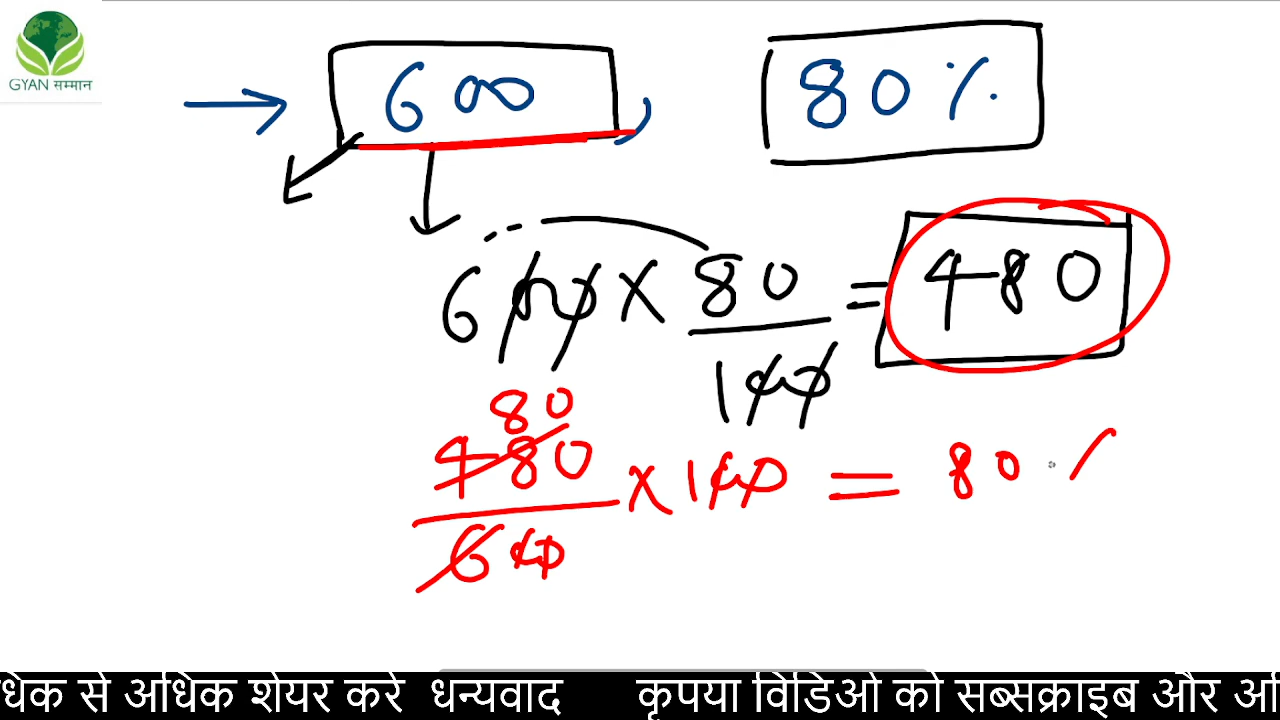 GYAN सम्मान
600, 80%
600 × 80/100 = 480
80
480/600 × 100 = 80 %
धिक से अधिक शेयर करे धन्यवाद कृपया विडिओ को सब्सक्राइब और अि